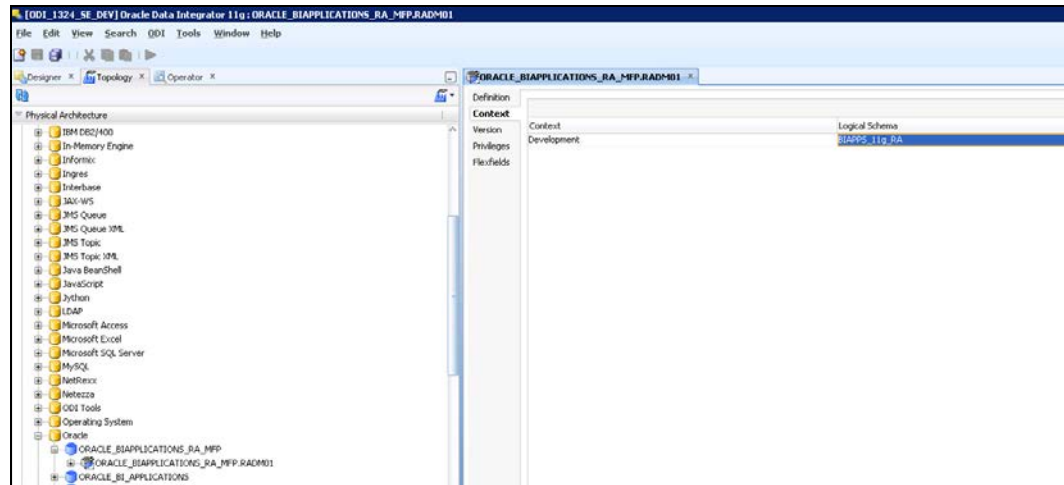 [ODI_1324_SE_DEV] Oracle Data Integrator 11g : ORACLE_BIAPPLICATIONS_RA_MFP.RADM01
File Edit View Search ODI Tools Window Help
Designer Topology Operator
Physical Architecture
IBM DB2/400
In-Memory Engine
Informix
Ingres
Interbase
JAX-WS
JMS Queue
JMS Queue XML
JMS Topic
JMS Topic XML
Java BeanShell
JavaScript
Jython
LDAP
Microsoft Access
Microsoft Excel
Microsoft SQL Server
MySQL
NetRexx
Netezza
ODI Tools
Operating System
Oracle
ORACLE_BIAPPLICATIONS_RA_MFP
ORACLE_BIAPPLICATIONS_RA_MFP.RADM01
ORACLE_BI_APPLICATIONS
ORACLE_BIAPPLICATIONS_RA_MFP.RADM01
Definition
Context
Version
Privileges
Flexfields
Context Logical Schema
Development BIAPPS_11g_RA